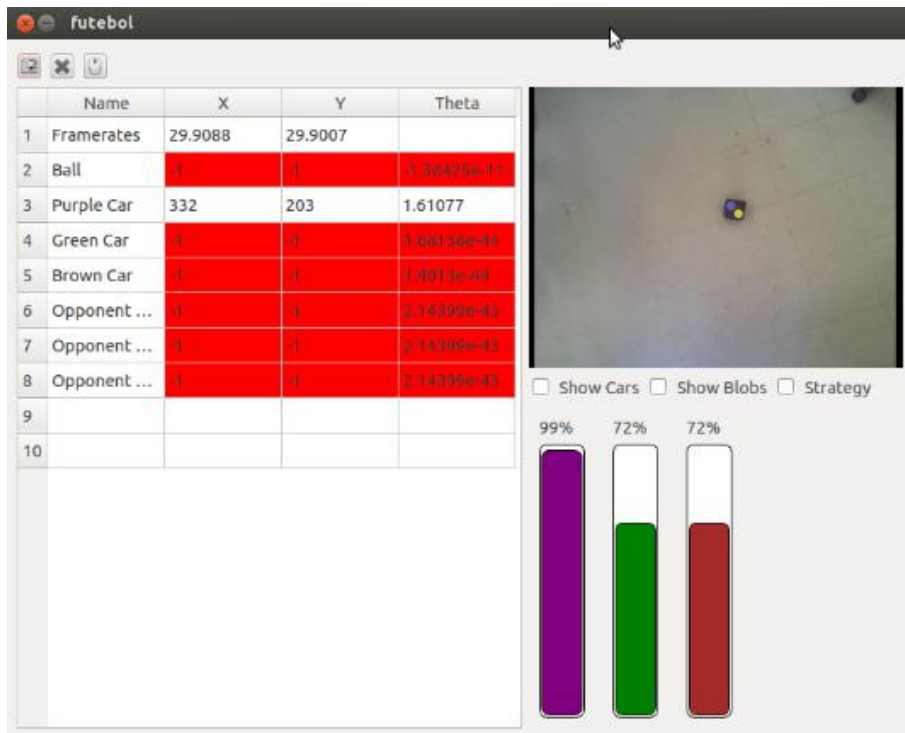 futebol
Name X Y Theta
1 Framerates 29.9088 29.9007
2 Ball -1 -1 -1.36425e-11
3 Purple Car 332 203 1.61077
4 Green Car -1 -1 1.68156e-44
5 Brown Car -1 -1 1.4013e-44
6 Opponent ... -1 -1 2.14399e-43
7 Opponent ... -1 -1 2.14399e-43
8 Opponent ... -1 -1 2.14399e-43
9
10
Show Cars Show Blobs Strategy
99% 72% 72%